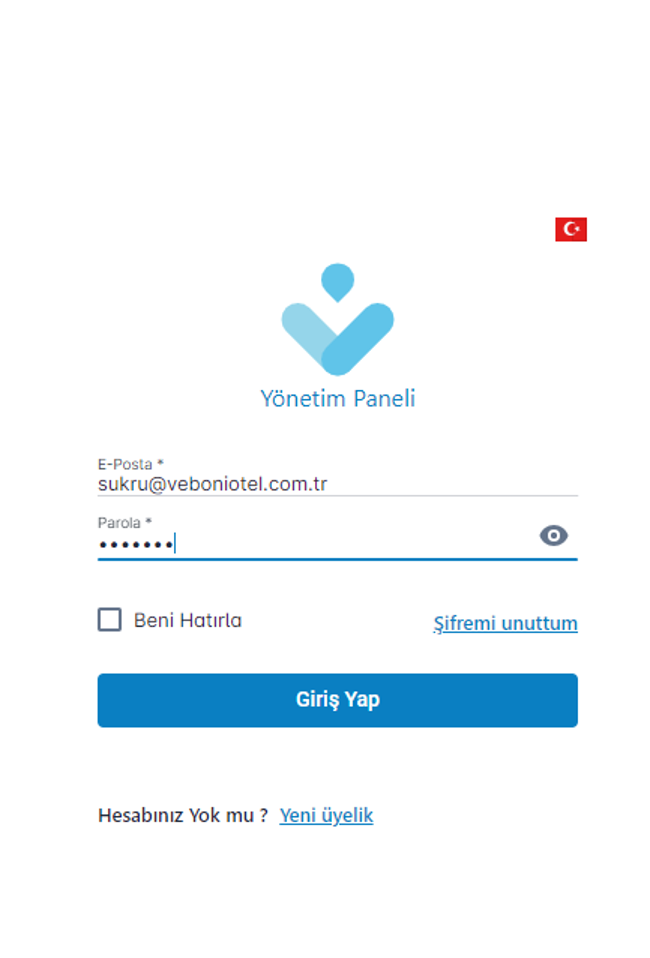 Yönetim Paneli
E-Posta *
sukru@veboniotel.com.tr
Parola *
•••••••
Beni Hatırla
Şifremi unuttum
Giriş Yap
Hesabınız Yok mu ? Yeni üyelik